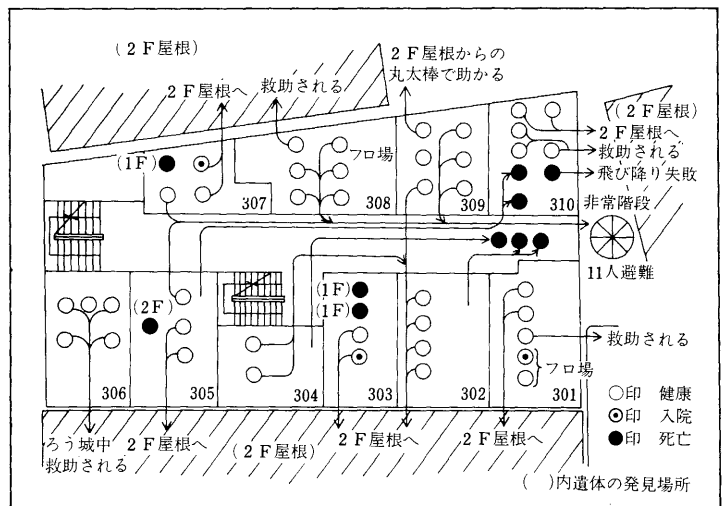 (2F屋根)
2F屋根からの
丸太棒で助かる
2F屋根へ
救助される
(2F屋根)
2F屋根へ
救助される
飛び降り失敗
非常階段
11人避難
(1F)
フロ場
307
308
309
310
(1F)
(1F)
(2F)
306
305
304
303
302
301
救助される
フロ場
○印 健康
◉印 入院
●印 死亡
ろう城中
救助される
2F屋根へ
(2F屋根)
2F屋根へ
2F屋根へ
( )内遺体の発見場所